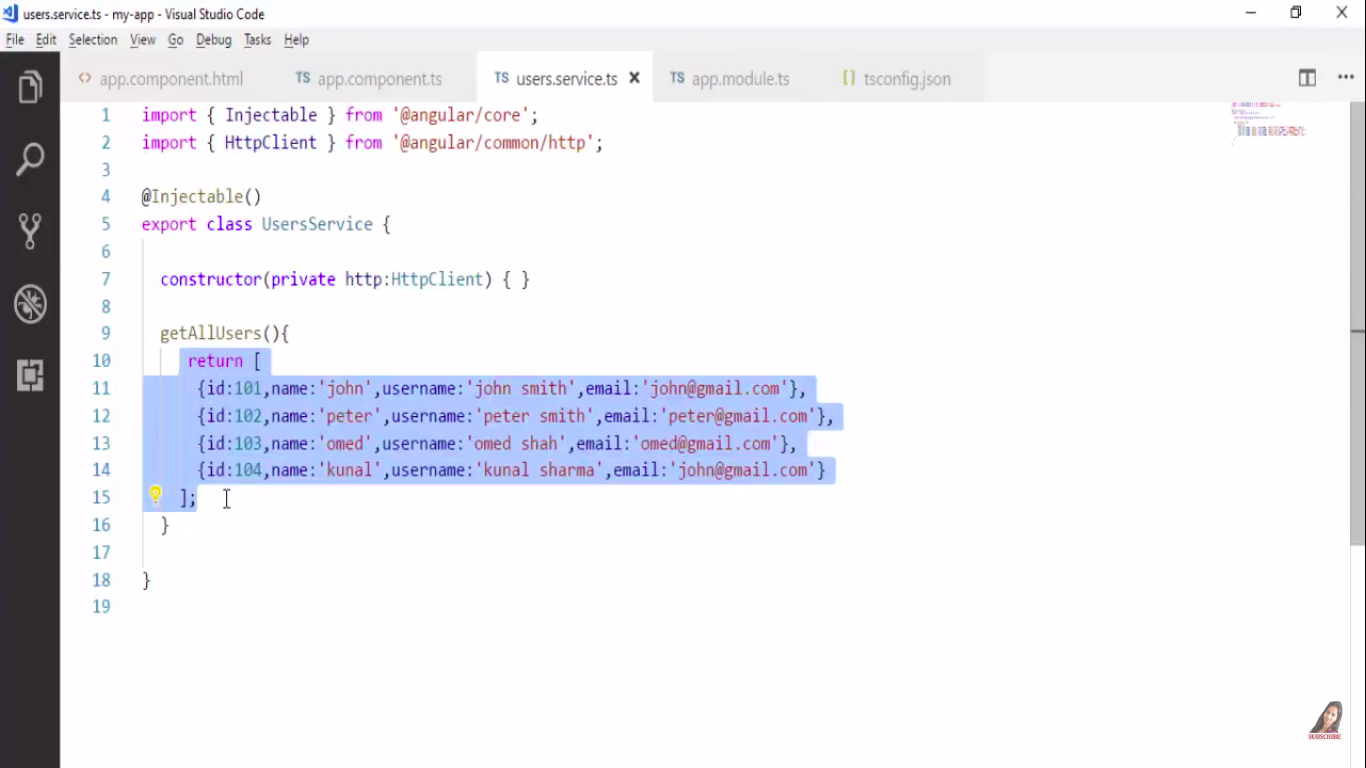 users.service.ts - my-app - Visual Studio Code
File Edit Selection View Go Debug Tasks Help
<> app.component.html TS app.component.ts TS users.service.ts × TS app.module.ts {} tsconfig.json
1 import { Injectable } from '@angular/core';
2 import { HttpClient } from '@angular/common/http';
3
4 @Injectable()
5 export class UsersService {
6
7 constructor(private http:HttpClient) { }
8
9 getAllUsers(){
10 return [
11 {id:101,name:'john',username:'john smith',email:'john@gmail.com'},
12 {id:102,name:'peter',username:'peter smith',email:'peter@gmail.com'},
13 {id:103,name:'omed',username:'omed shah',email:'omed@gmail.com'},
14 {id:104,name:'kunal',username:'kunal sharma',email:'john@gmail.com'}
15 ];
16 }
17
18 }
19
SUBSCRIBE